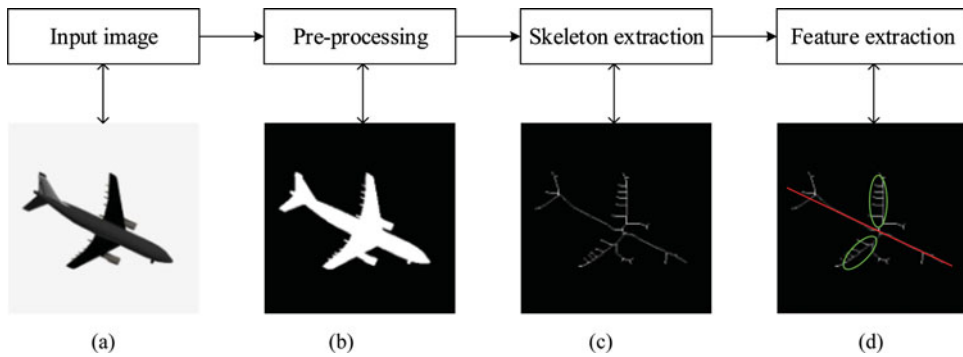 Input image
Pre-processing
Skeleton extraction
Feature extraction
(a)
(b)
(c)
(d)